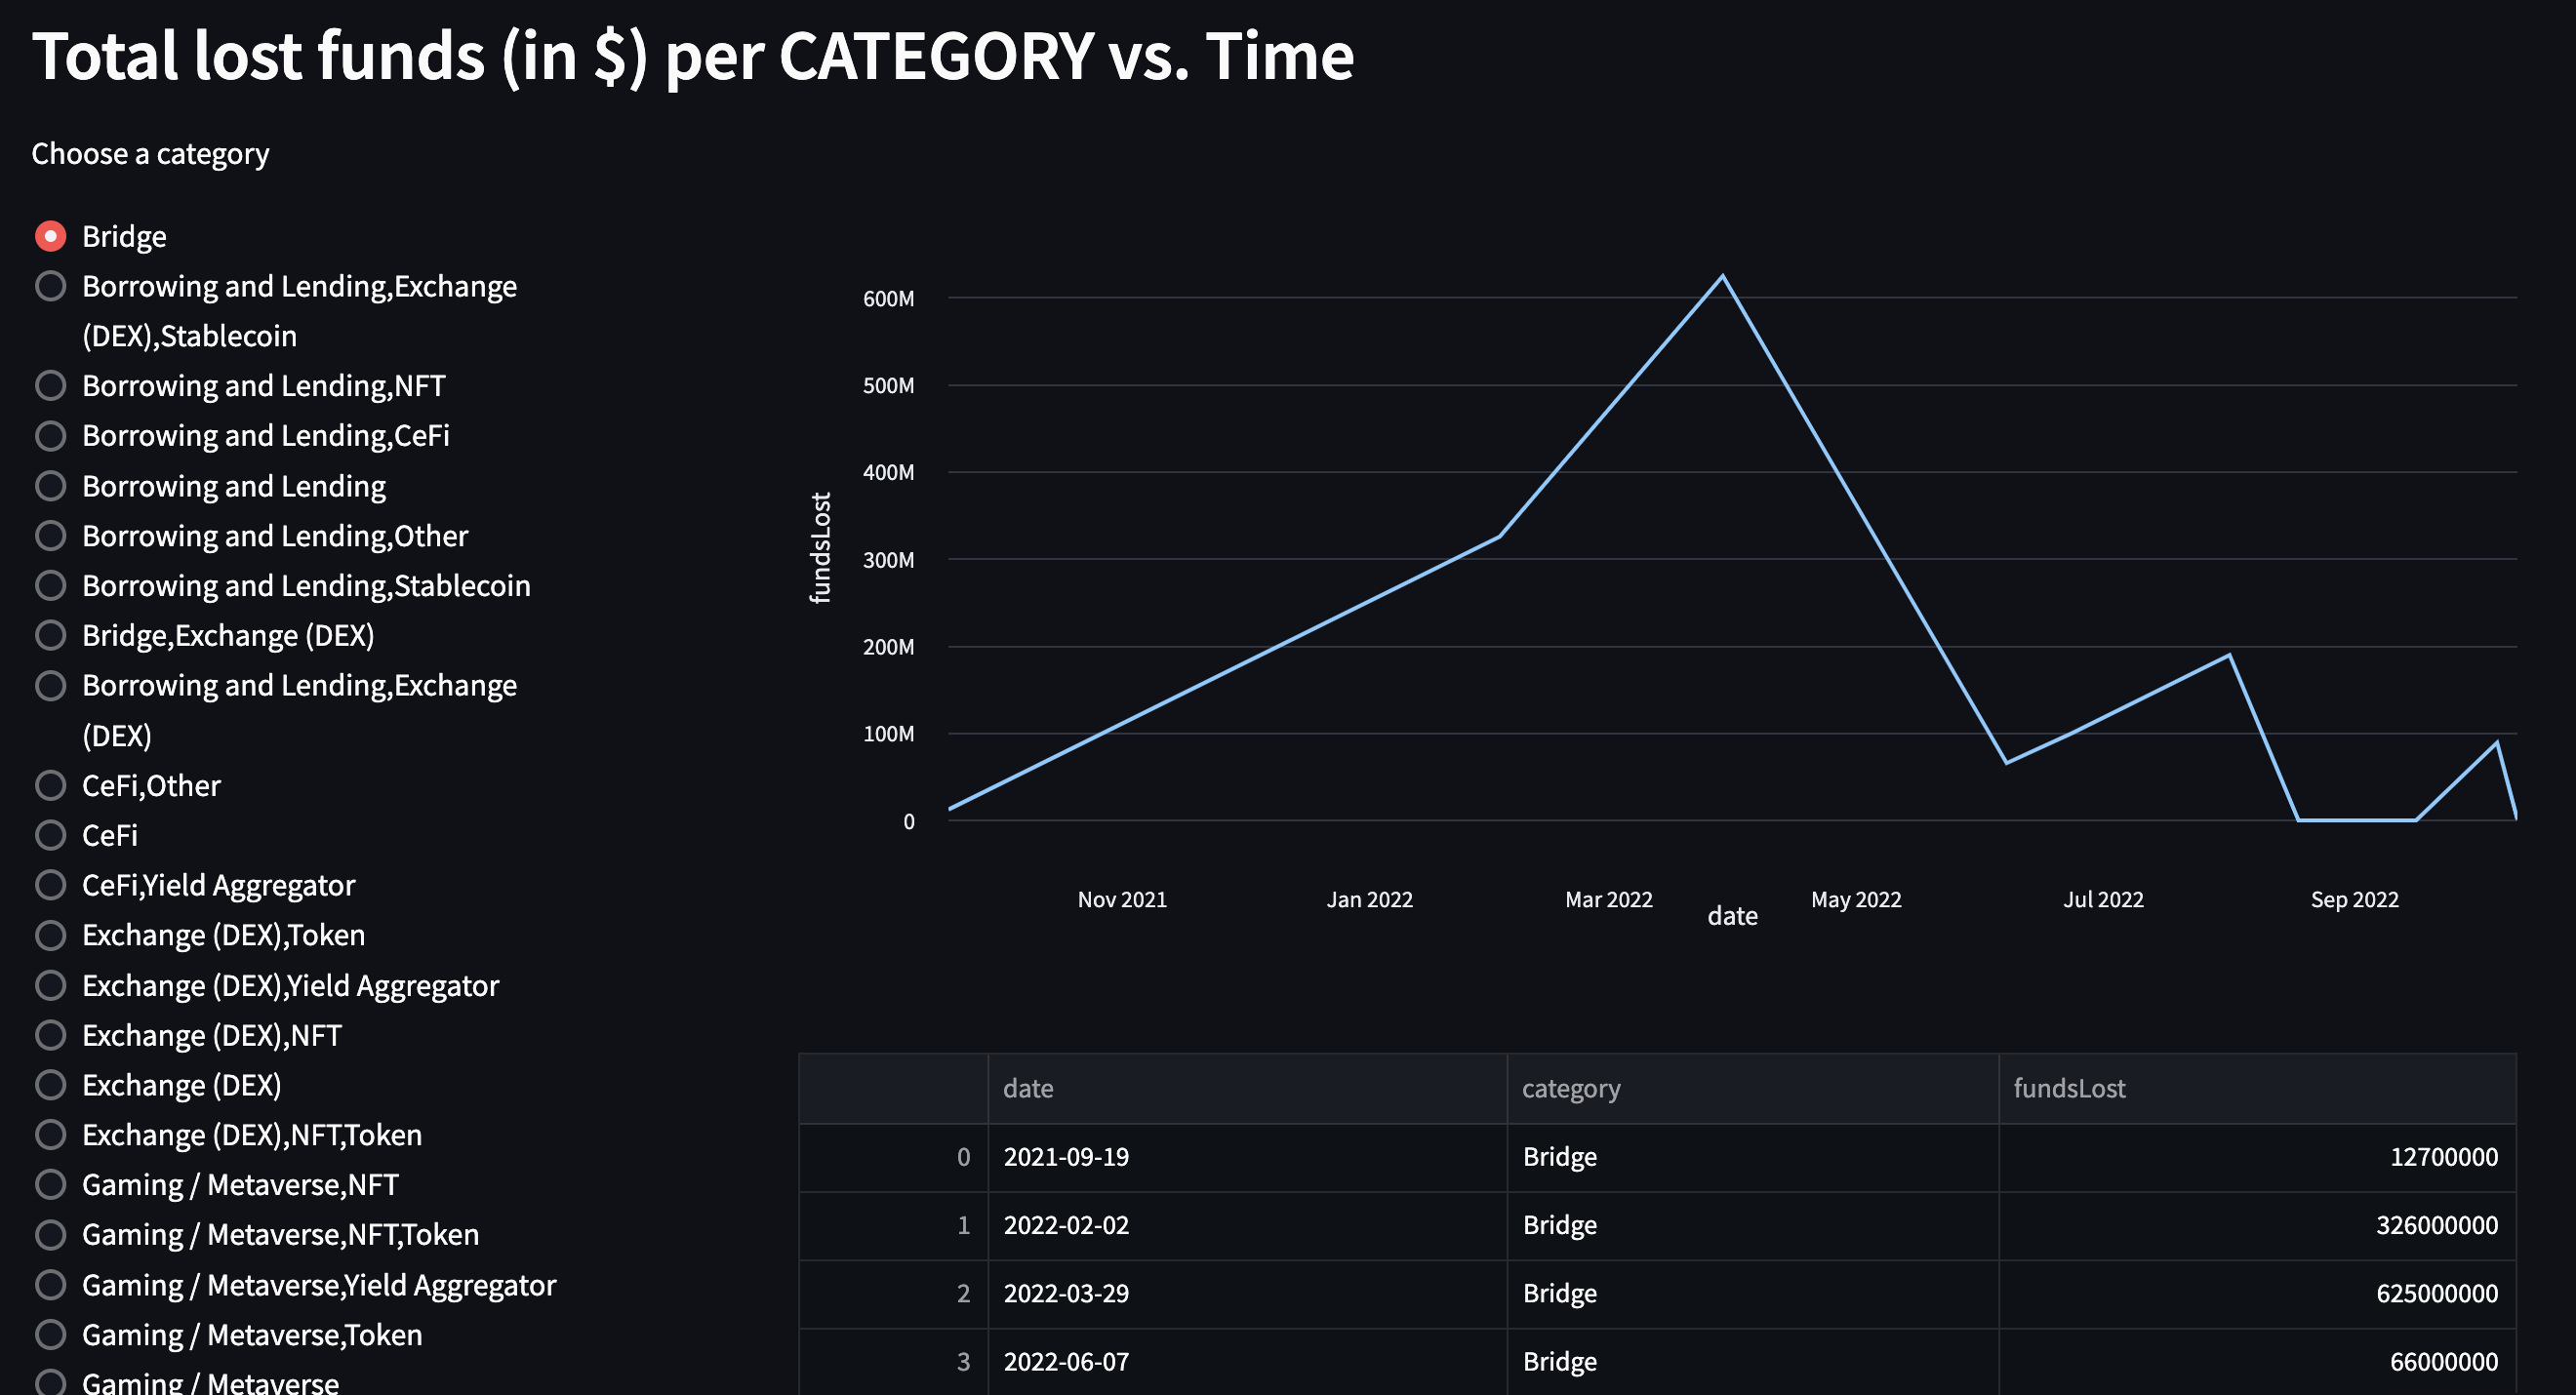 Total lost funds (in $) per CATEGORY vs. Time
Choose a category
Bridge
Borrowing and Lending,Exchange
(DEX),Stablecoin
Borrowing and Lending,NFT
Borrowing and Lending,CeFi
Borrowing and Lending
Borrowing and Lending,Other
Borrowing and Lending,Stablecoin
Bridge,Exchange (DEX)
Borrowing and Lending,Exchange
(DEX)
CeFi,Other
CeFi
CeFi,Yield Aggregator
Exchange (DEX),Token
Exchange (DEX),Yield Aggregator
Exchange (DEX),NFT
Exchange (DEX)
Exchange (DEX),NFT,Token
Gaming / Metaverse,NFT
Gaming / Metaverse,NFT,Token
Gaming / Metaverse,Yield Aggregator
Gaming / Metaverse,Token
Gaming / Metaverse
fundsLost
600M
500M
400M
300M
200M
100M
0
Nov 2021 Jan 2022 Mar 2022 May 2022 Jul 2022 Sep 2022
date
date category fundsLost
0 2021-09-19 Bridge 12700000
1 2022-02-02 Bridge 326000000
2 2022-03-29 Bridge 625000000
3 2022-06-07 Bridge 66000000